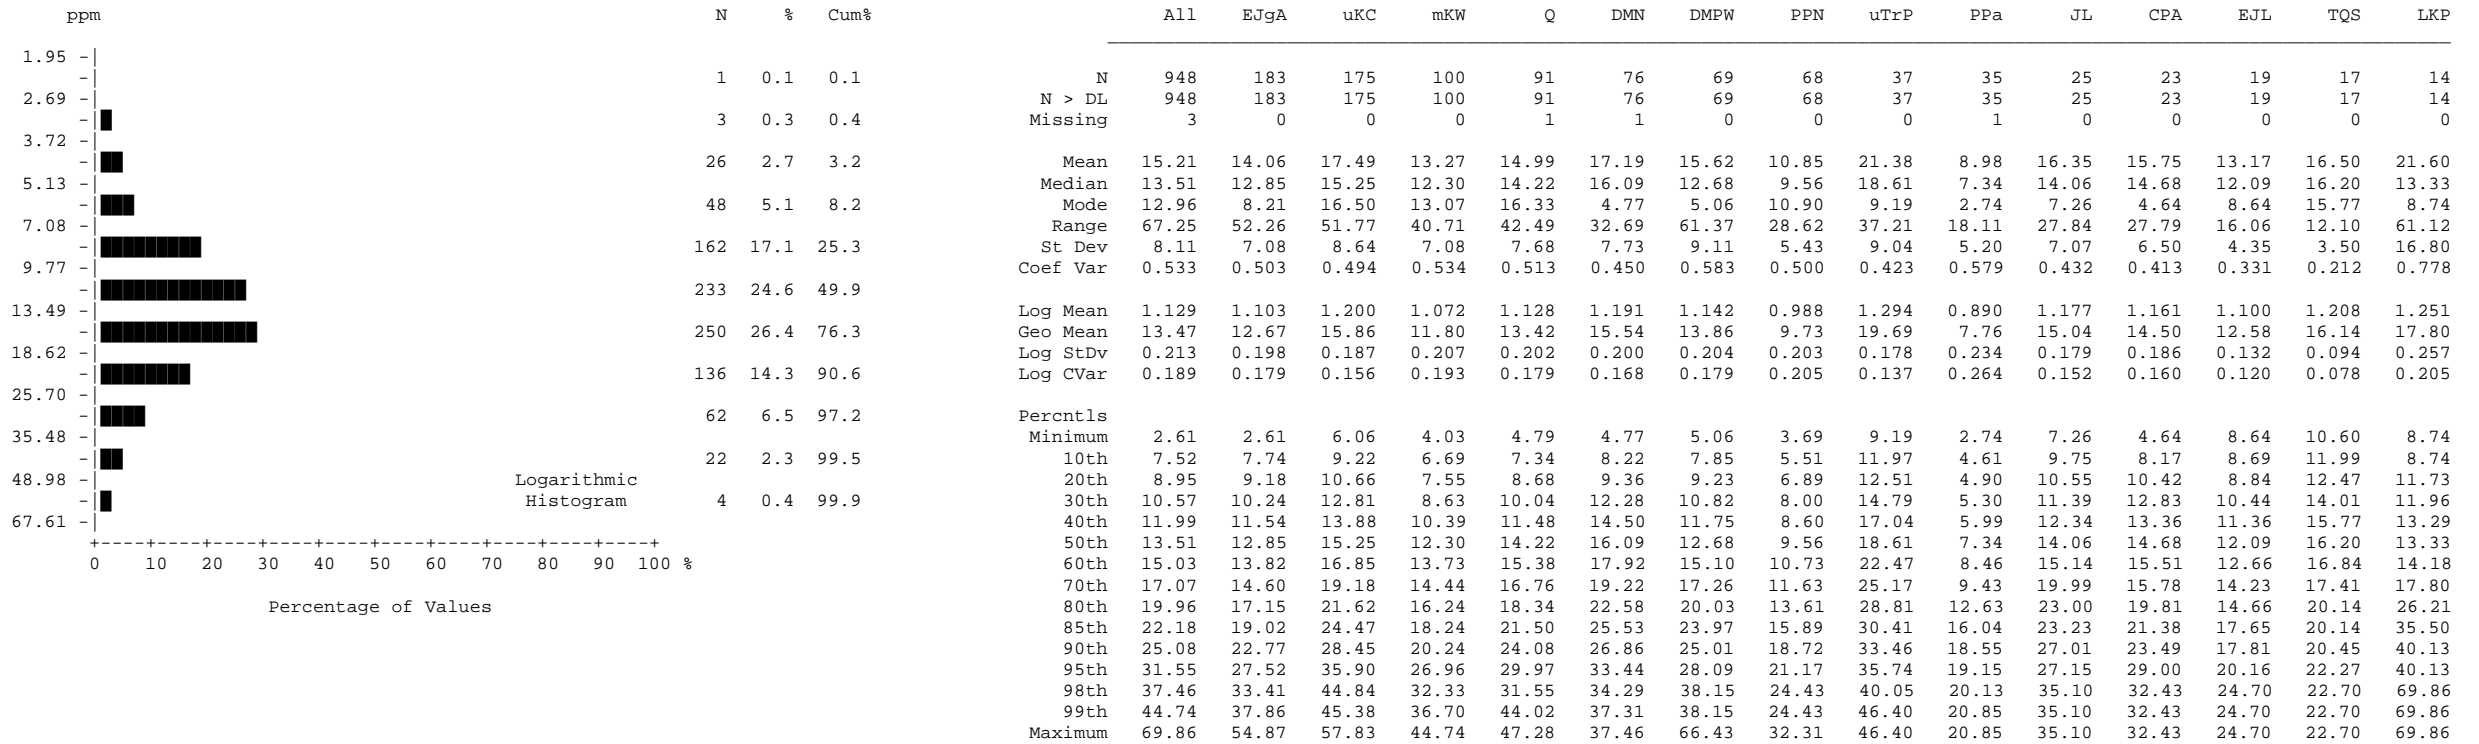 ppm N % Cum% All EJgA uKC mKW Q DMN DMPW PPN uTrP PPa JL CPA EJL TQS LKP
1.95
1 0.1 0.1 N 948 183 175 100 91 76 69 68 37 35 25 23 19 17 14
2.69 N > DL 948 183 175 100 91 76 69 68 37 35 25 23 19 17 14
3 0.3 0.4 Missing 3 0 0 0 1 1 0 0 0 1 0 0 0 0 0
3.72
26 2.7 3.2 Mean 15.21 14.06 17.49 13.27 14.99 17.19 15.62 10.85 21.38 8.98 16.35 15.75 13.17 16.50 21.60
5.13 Median 13.51 12.85 15.25 12.30 14.22 16.09 12.68 9.56 18.61 7.34 14.06 14.68 12.09 16.20 13.33
48 5.1 8.2 Mode 12.96 8.21 16.50 13.07 16.33 4.77 5.06 10.90 9.19 2.74 7.26 4.64 8.64 15.77 8.74
7.08 Range 67.25 52.26 51.77 40.71 42.49 32.69 61.37 28.62 37.21 18.11 27.84 27.79 16.06 12.10 61.12
162 17.1 25.3 St Dev 8.11 7.08 8.64 7.08 7.68 7.73 9.11 5.43 9.04 5.20 7.07 6.50 4.35 3.50 16.80
9.77 Coef Var 0.533 0.503 0.494 0.534 0.513 0.450 0.583 0.500 0.423 0.579 0.432 0.413 0.331 0.212 0.778
233 24.6 49.9
13.49 Log Mean 1.129 1.103 1.200 1.072 1.128 1.191 1.142 0.988 1.294 0.890 1.177 1.161 1.100 1.208 1.251
250 26.4 76.3 Geo Mean 13.47 12.67 15.86 11.80 13.42 15.54 13.86 9.73 19.69 7.76 15.04 14.50 12.58 16.14 17.80
18.62 Log StDv 0.213 0.198 0.187 0.207 0.202 0.200 0.204 0.203 0.178 0.234 0.179 0.186 0.132 0.094 0.257
136 14.3 90.6 Log CVar 0.189 0.179 0.156 0.193 0.179 0.168 0.179 0.205 0.137 0.264 0.152 0.160 0.120 0.078 0.205
25.70
62 6.5 97.2 Percntls
35.48 Minimum 2.61 2.61 6.06 4.03 4.79 4.77 5.06 3.69 9.19 2.74 7.26 4.64 8.64 10.60 8.74
22 2.3 99.5 10th 7.52 7.74 9.22 6.69 7.34 8.22 7.85 5.51 11.97 4.61 9.75 8.17 8.69 11.99 8.74
48.98 Logarithmic 20th 8.95 9.18 10.66 7.55 8.68 9.36 9.23 6.89 12.51 4.90 10.55 10.42 8.84 12.47 11.73
Histogram 4 0.4 99.9 30th 10.57 10.24 12.81 8.63 10.04 12.28 10.82 8.00 14.79 5.30 11.39 12.83 10.44 14.01 11.96
67.61 40th 11.99 11.54 13.88 10.39 11.48 14.50 11.75 8.60 17.04 5.99 12.34 13.36 11.36 15.77 13.29
50th 13.51 12.85 15.25 12.30 14.22 16.09 12.68 9.56 18.61 7.34 14.06 14.68 12.09 16.20 13.33
0 10 20 30 40 50 60 70 80 90 100 % 60th 15.03 13.82 16.85 13.73 15.38 17.92 15.10 10.73 22.47 8.46 15.14 15.51 12.66 16.84 14.18
70th 17.07 14.60 19.18 14.44 16.76 19.22 17.26 11.63 25.17 9.43 19.99 15.78 14.23 17.41 17.80
Percentage of Values 80th 19.96 17.15 21.62 16.24 18.34 22.58 20.03 13.61 28.81 12.63 23.00 19.81 14.66 20.14 26.21
85th 22.18 19.02 24.47 18.24 21.50 25.53 23.97 15.89 30.41 16.04 23.23 21.38 17.65 20.14 35.50
90th 25.08 22.77 28.45 20.24 24.08 26.86 25.01 18.72 33.46 18.55 27.01 23.49 17.81 20.45 40.13
95th 31.55 27.52 35.90 26.96 29.97 33.44 28.09 21.17 35.74 19.15 27.15 29.00 20.16 22.27 40.13
98th 37.46 33.41 44.84 32.33 31.55 34.29 38.15 24.43 40.05 20.13 35.10 32.43 24.70 22.70 69.86
99th 44.74 37.86 45.38 36.70 44.02 37.31 38.15 24.43 46.40 20.85 35.10 32.43 24.70 22.70 69.86
Maximum 69.86 54.87 57.83 44.74 47.28 37.46 66.43 32.31 46.40 20.85 35.10 32.43 24.70 22.70 69.86